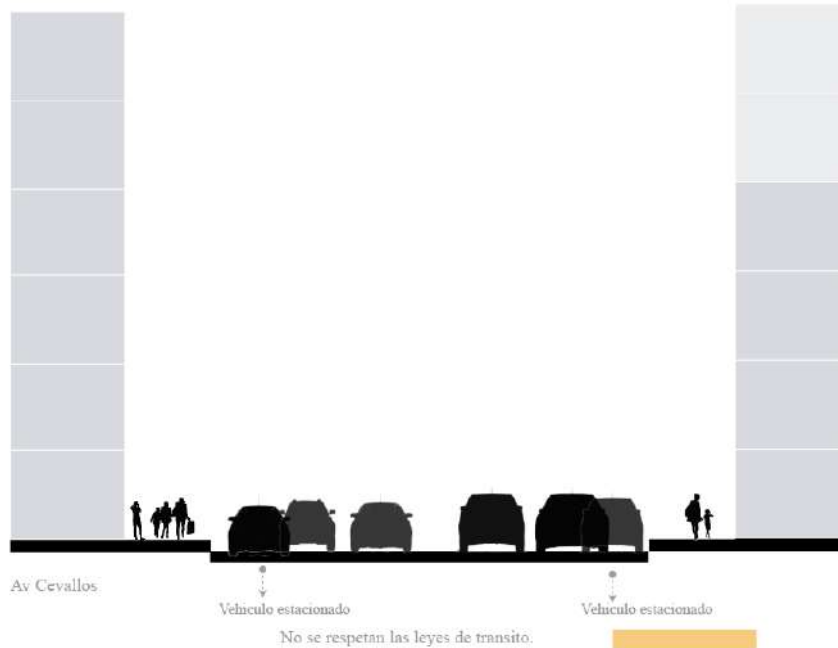 Av Cevallos
Vehiculo estacionado
Vehiculo estacionado
No se respetan las leyes de transito.